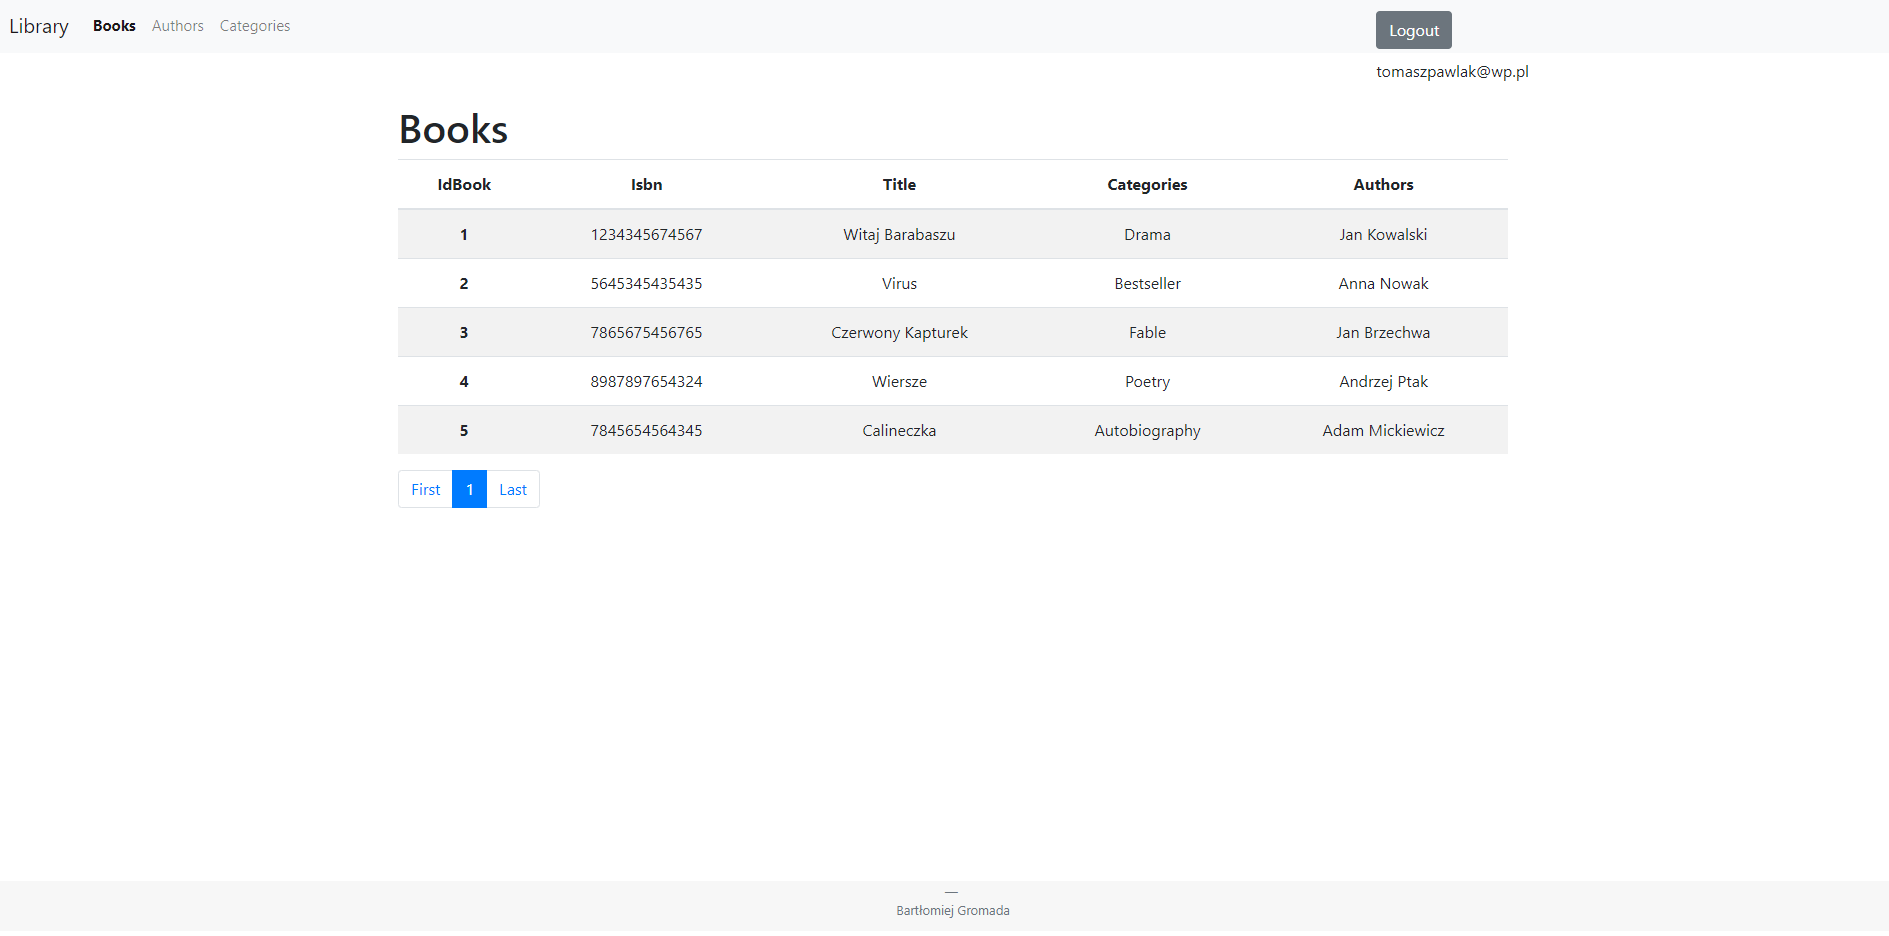 Library Books Authors Categories Logout
tomaszpawlak@wp.pl
Books
IdBook Isbn Title Categories Authors
1 1234345674567 Witaj Barabaszu Drama Jan Kowalski
2 5645345435435 Virus Bestseller Anna Nowak
3 7865675456765 Czerwony Kapturek Fable Jan Brzechwa
4 8987897654324 Wiersze Poetry Andrzej Ptak
5 7845654564345 Calineczka Autobiography Adam Mickiewicz
First 1 Last
—
Bartłomiej Gromada